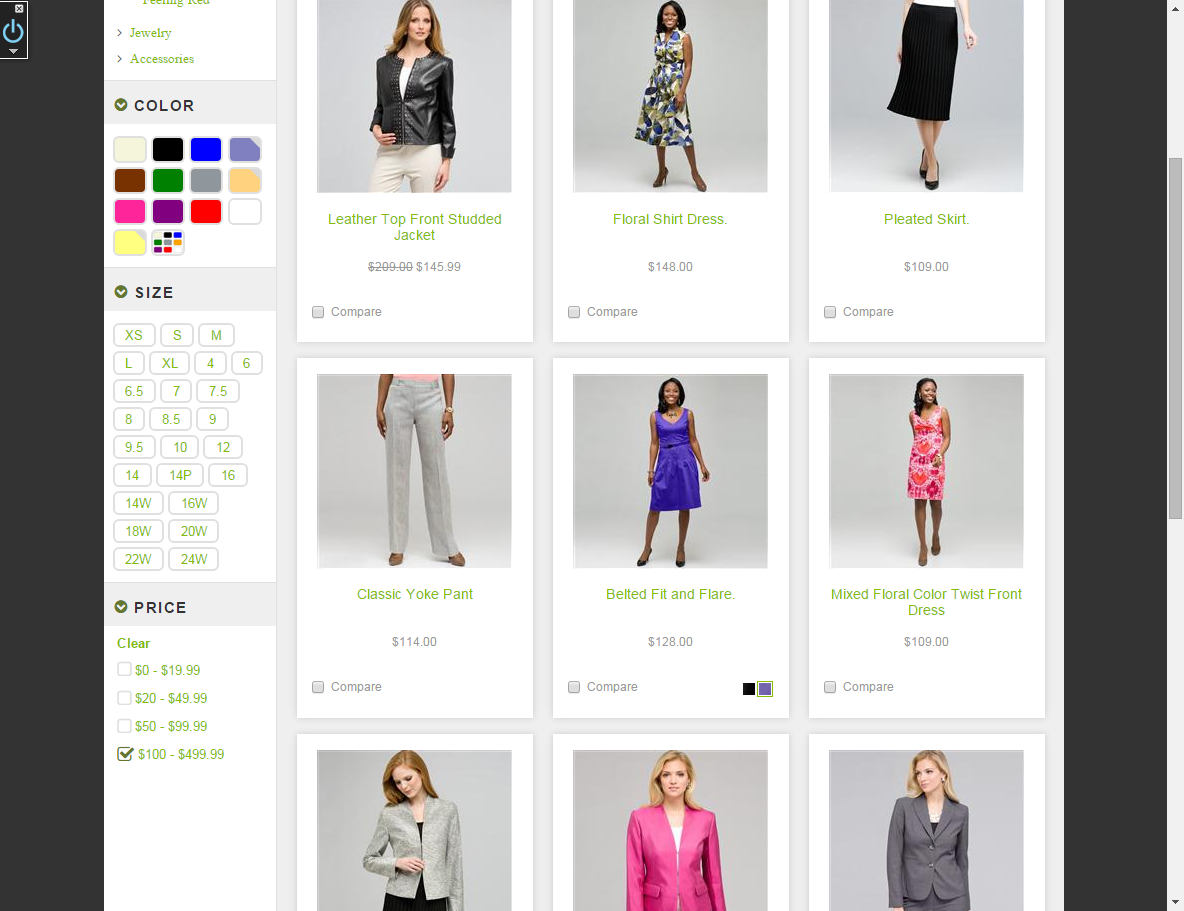 Feeling Red
Jewelry
Accessories
COLOR
SIZE
XS S M
L XL 4 6
6.5 7 7.5
8 8.5 9
9.5 10 12
14 14P 16
14W 16W
18W 20W
22W 24W
PRICE
Clear
$0 - $19.99
$20 - $49.99
$50 - $99.99
$100 - $499.99
Leather Top Front Studded
Jacket
$209.00 $145.99
Compare
Floral Shirt Dress.
$148.00
Compare
Pleated Skirt.
$109.00
Compare
Classic Yoke Pant
$114.00
Compare
Belted Fit and Flare.
$128.00
Compare
Mixed Floral Color Twist Front
Dress
$109.00
Compare